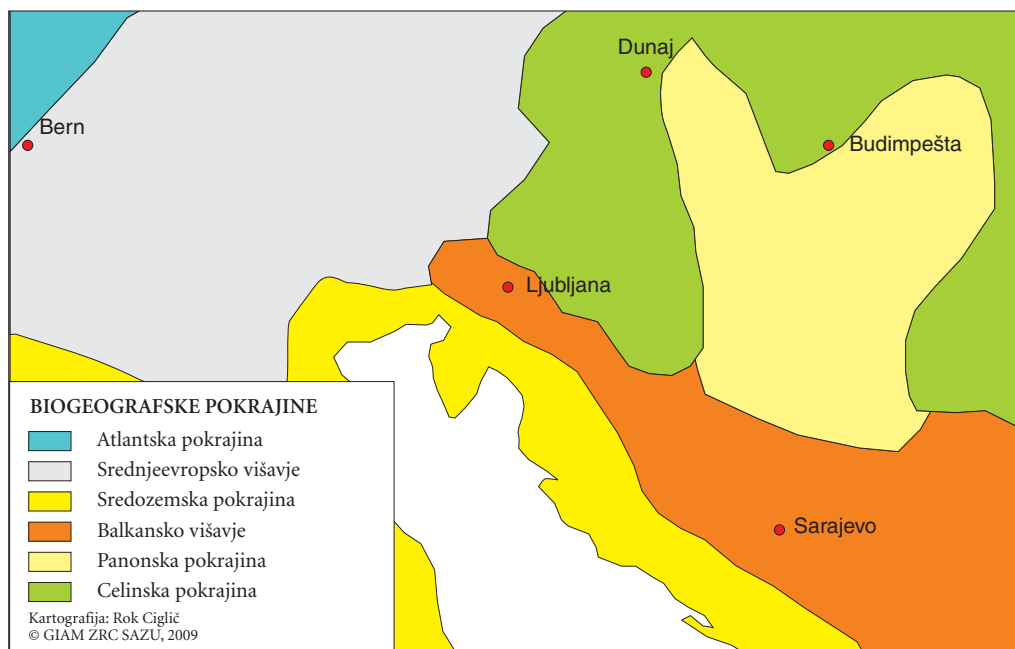 Dunaj
Bern
Budimpešta
Ljubljana
Sarajevo
BIOGEOGRAFSKE POKRAJINE
Atlantska pokrajina
Srednjeevropsko višavje
Sredozemska pokrajina
Balkansko višavje
Panonska pokrajina
Celinska pokrajina
Kartografija: Rok Ciglič
© GIAM ZRC SAZU, 2009